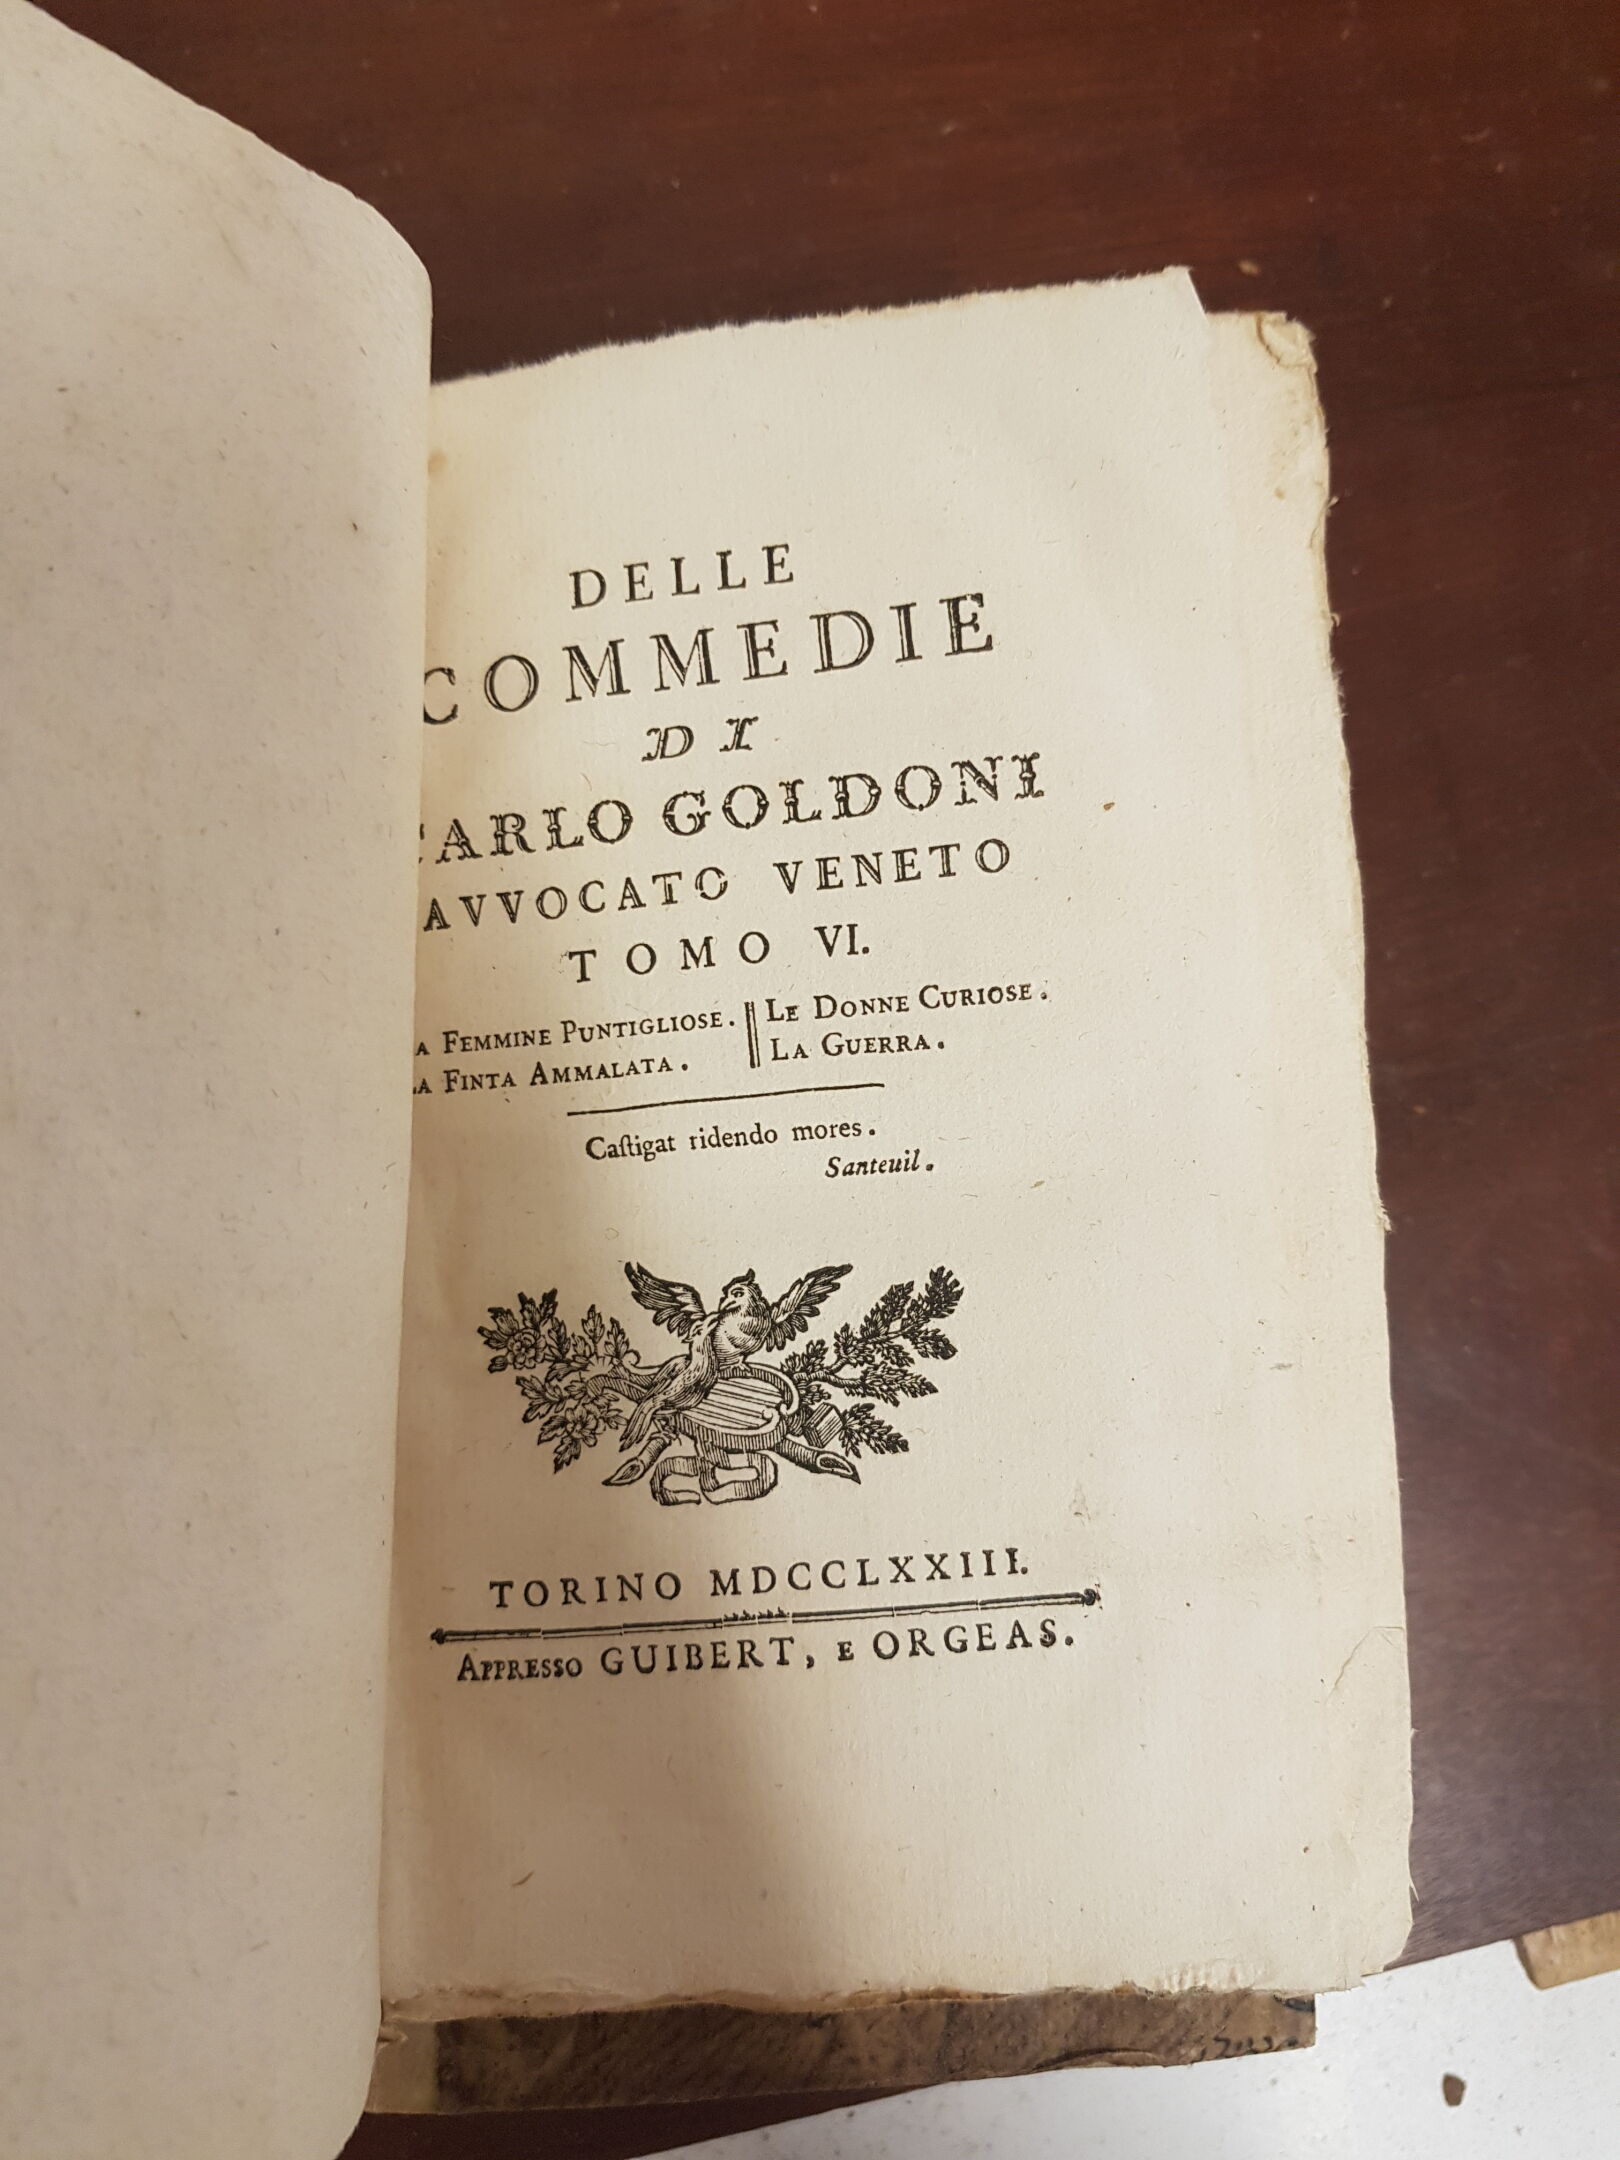 DELLE
COMMEDIE
DI
CARLO GOLDONI
AVVOCATO VENETO
TOMO VI.
A FEMMINE PUNTIGLIOSE. LE DONNE CURIOSE.
LA FINTA AMMALATA. LA GUERRA.
Caſtigat ridendo mores.
Santeuil.
TORINO MDCCLXXIII.
APPRESSO GUIBERT, E ORGEAS.